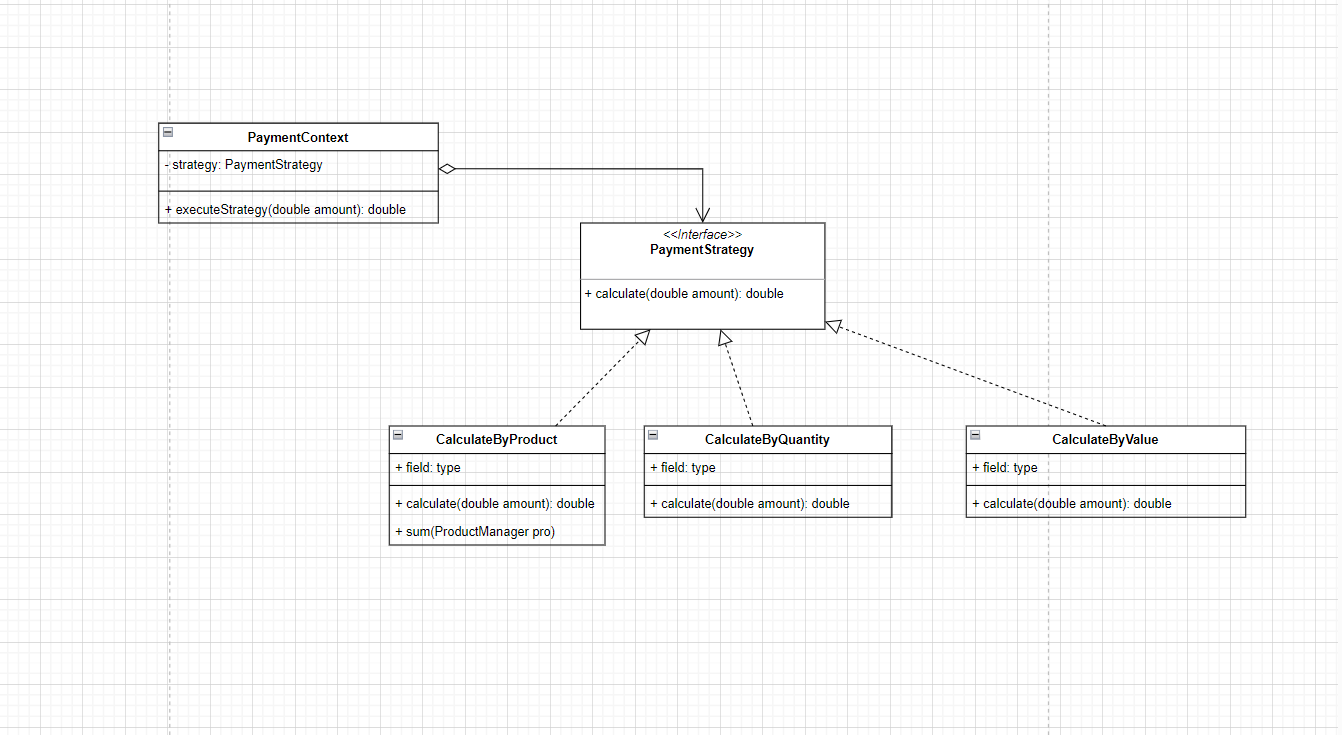 PaymentContext
- strategy: PaymentStrategy
+ executeStrategy(double amount): double
<<Interface>>
PaymentStrategy
+ calculate(double amount): double
CalculateByProduct
+ field: type
+ calculate(double amount): double
+ sum(ProductManager pro)
CalculateByQuantity
+ field: type
+ calculate(double amount): double
CalculateByValue
+ field: type
+ calculate(double amount): double